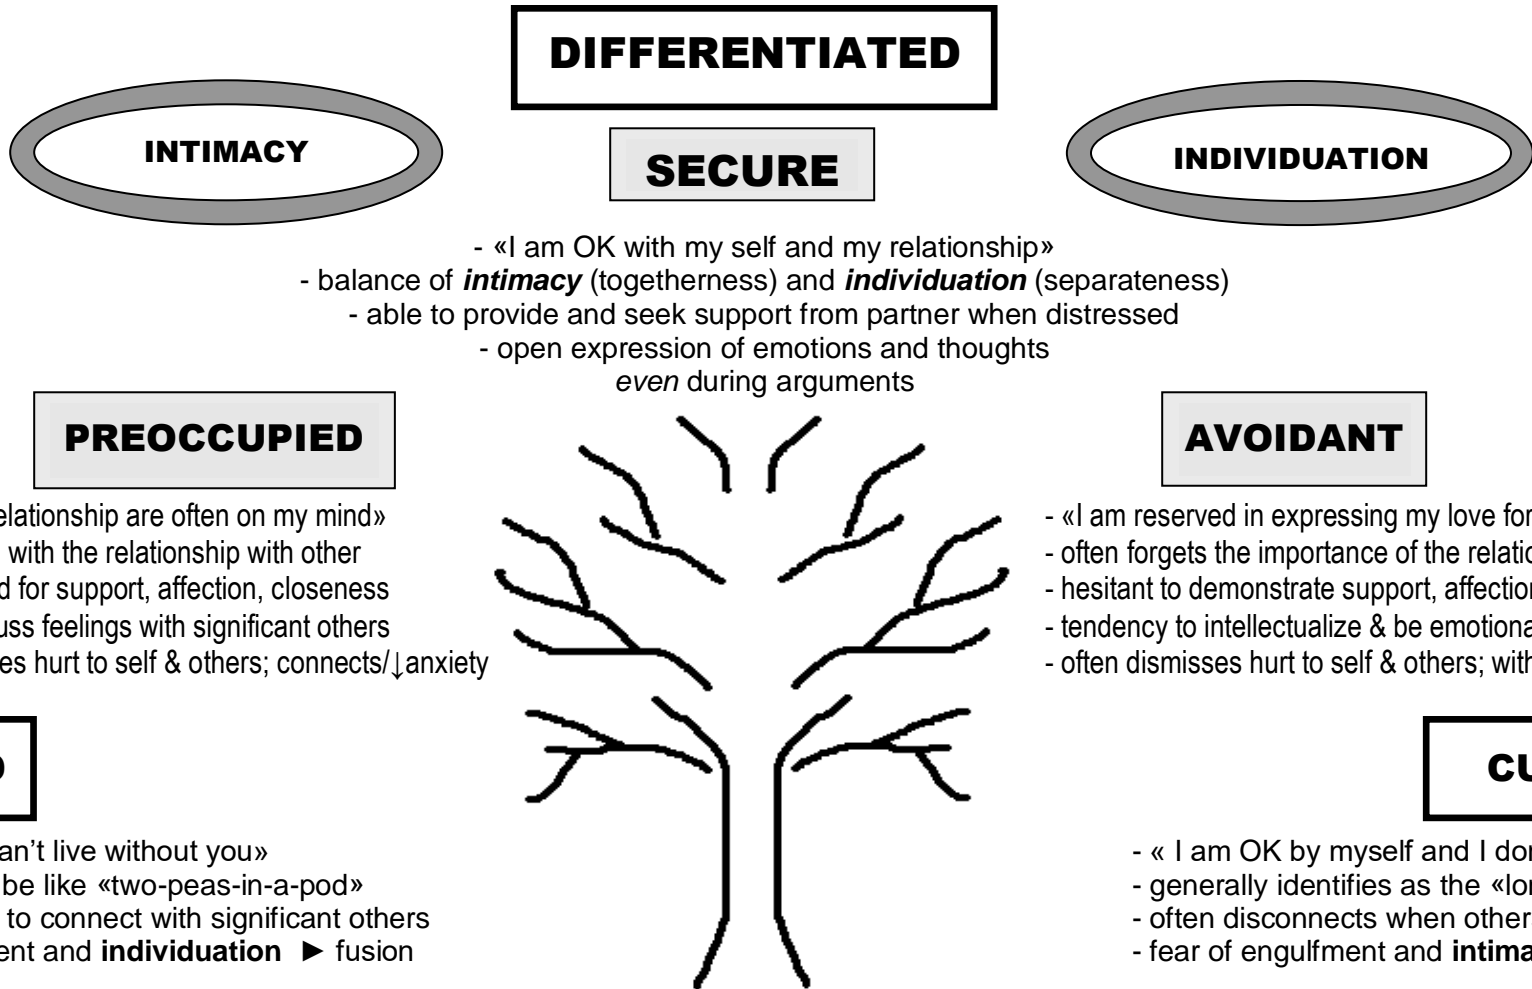 DIFFERENTIATED
INTIMACY
SECURE
INDIVIDUATION
- «I am OK with my self and my relationship»
- balance of intimacy (togetherness) and individuation (separateness)
- able to provide and seek support from partner when distressed
- open expression of emotions and thoughts
even during arguments
PREOCCUPIED
elationship are often on my mind»
with the relationship with other
d for support, affection, closeness
uss feelings with significant others
es hurt to self & others; connects/↓anxiety
AVOIDANT
- «I am reserved in expressing my love for
- often forgets the importance of the relatio
- hesitant to demonstrate support, affection
- tendency to intellectualize & be emotiona
- often dismisses hurt to self & others; with
D
an’t live without you»
be like «two-peas-in-a-pod»
to connect with significant others
ent and individuation ► fusion
CU
- « I am OK by myself and I don
- generally identifies as the «lon
- often disconnects when others
- fear of engulfment and intima